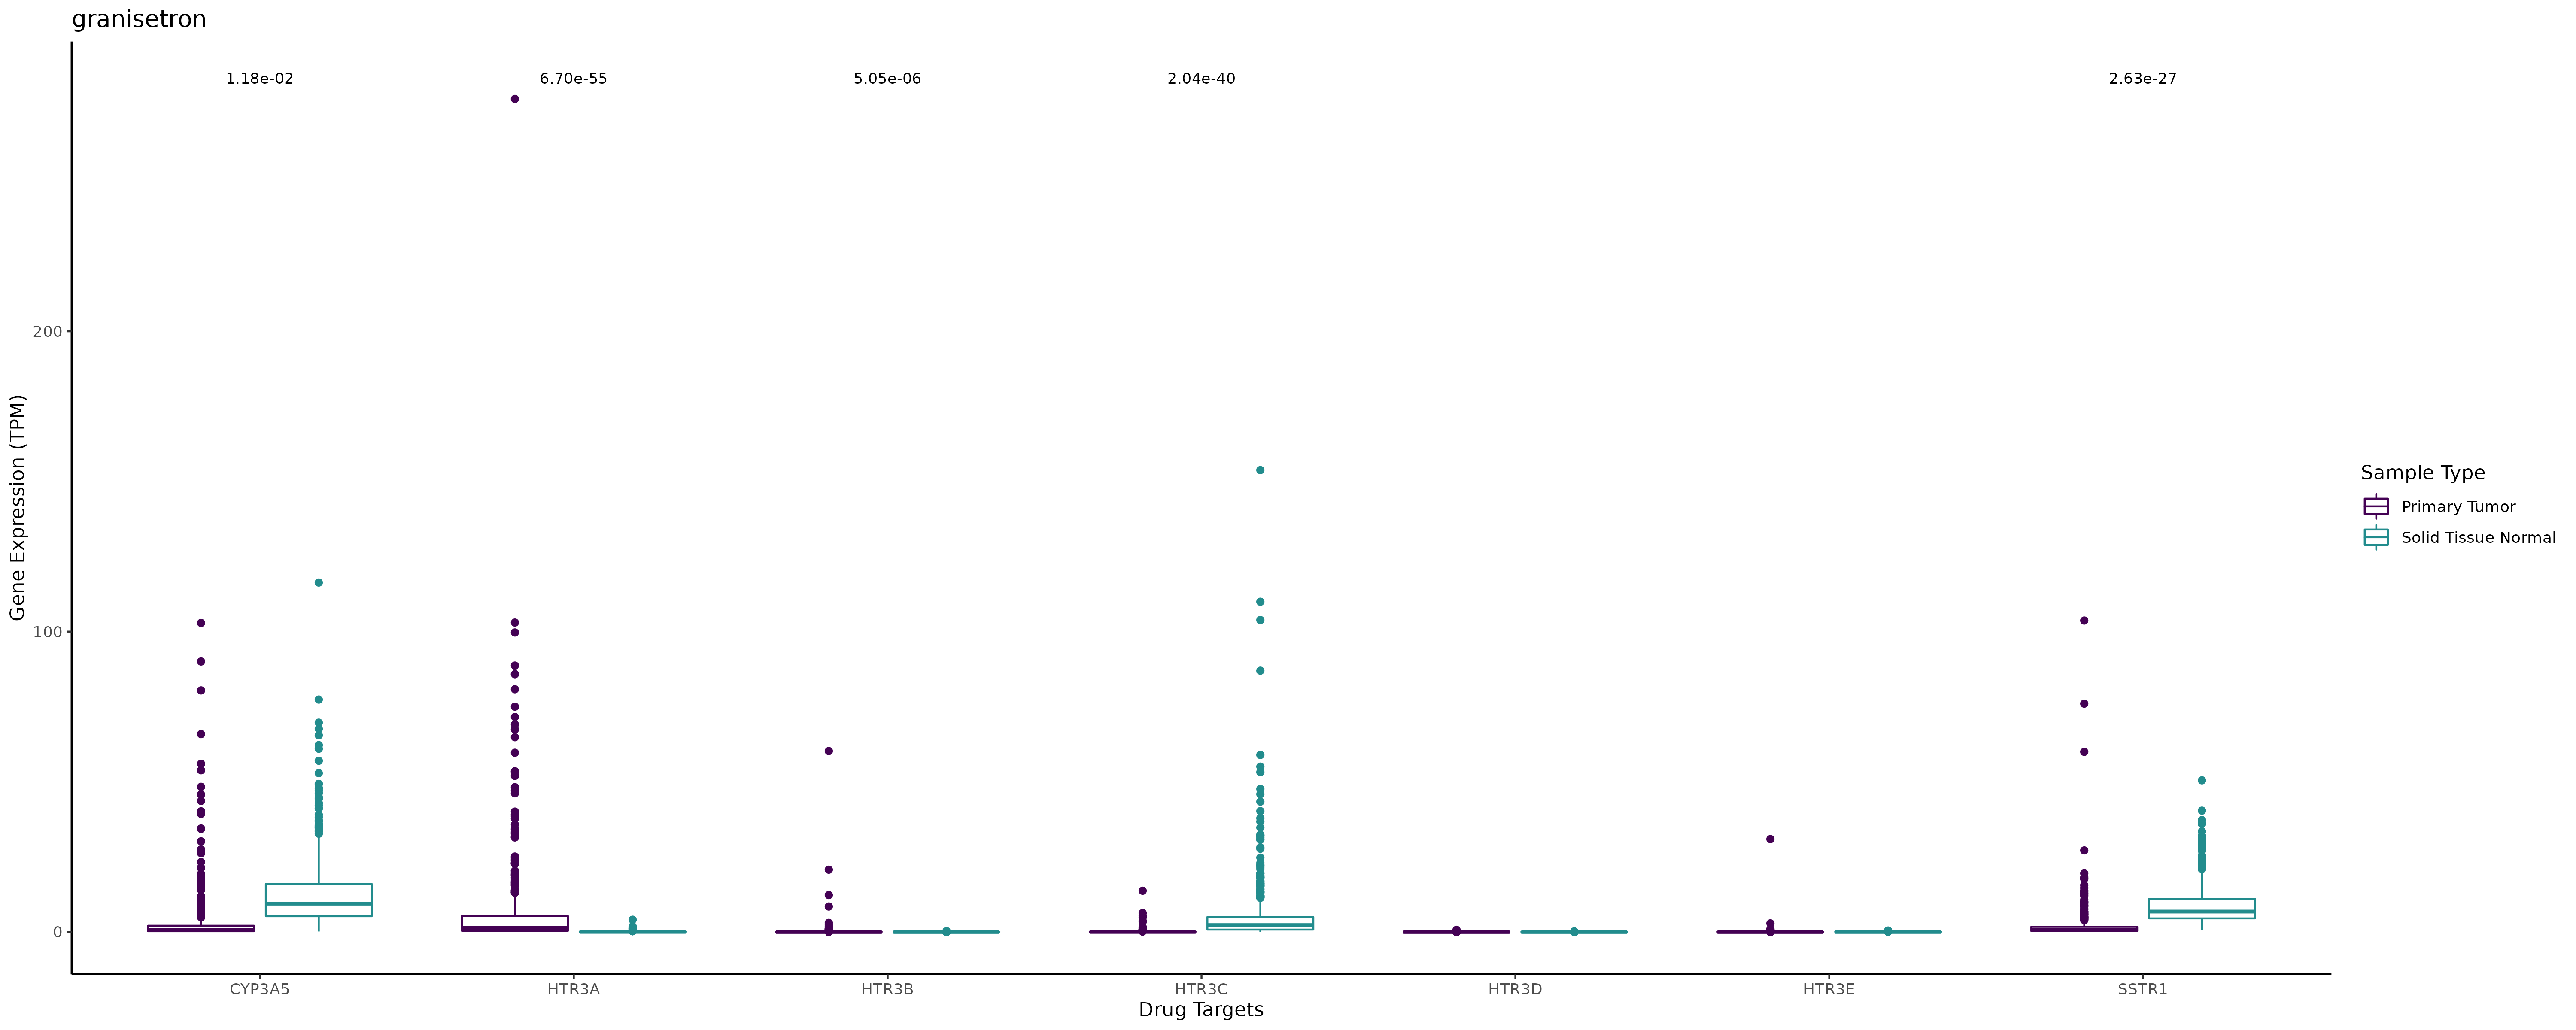 granisetron
1.18e-02 6.70e-55 5.05e-06 2.04e-40 2.63e-27
Gene Expression (TPM)
200
100
0
Sample Type
Primary Tumor
Solid Tissue Normal
CYP3A5 HTR3A HTR3B HTR3C HTR3D HTR3E SSTR1
Drug Targets